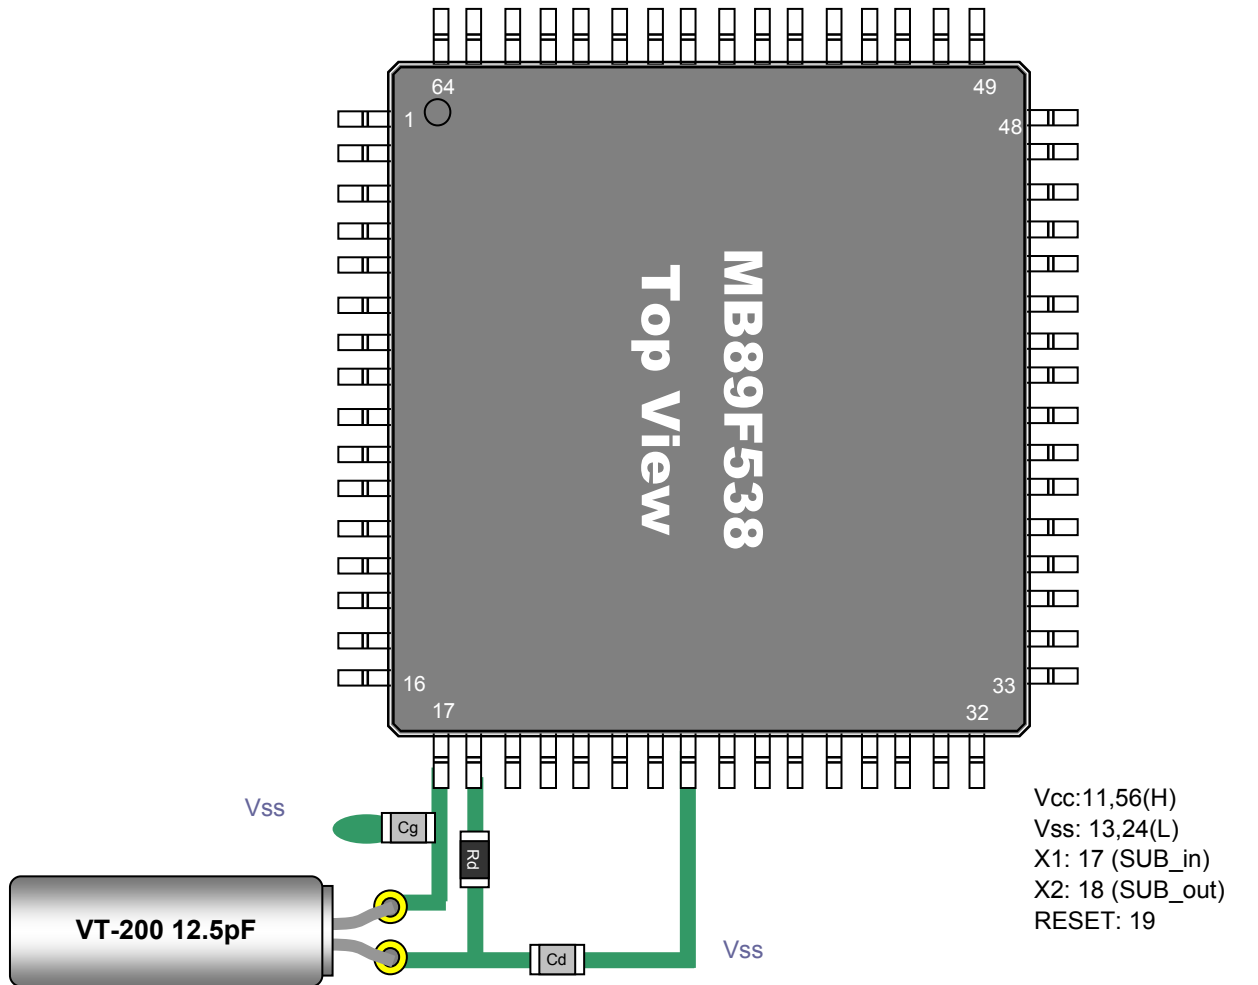 64
49
1
48
MB89F538
Top View
16
33
17
32
Vss
Cg
Rd
VT-200 12.5pF
Cd
Vss
Vcc:11,56(H)
Vss: 13,24(L)
X1: 17 (SUB_in)
X2: 18 (SUB_out)
RESET: 19